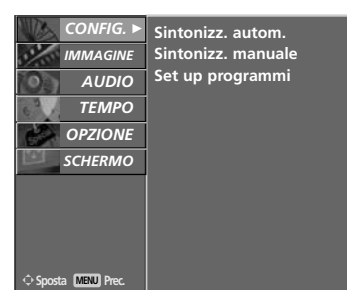 CONFIG. ►
IMMAGINE
AUDIO
TEMPO
OPZIONE
SCHERMO
Sintonizz. autom.
Sintonizz. manuale
Set up programmi
Sposta MENU Prec.